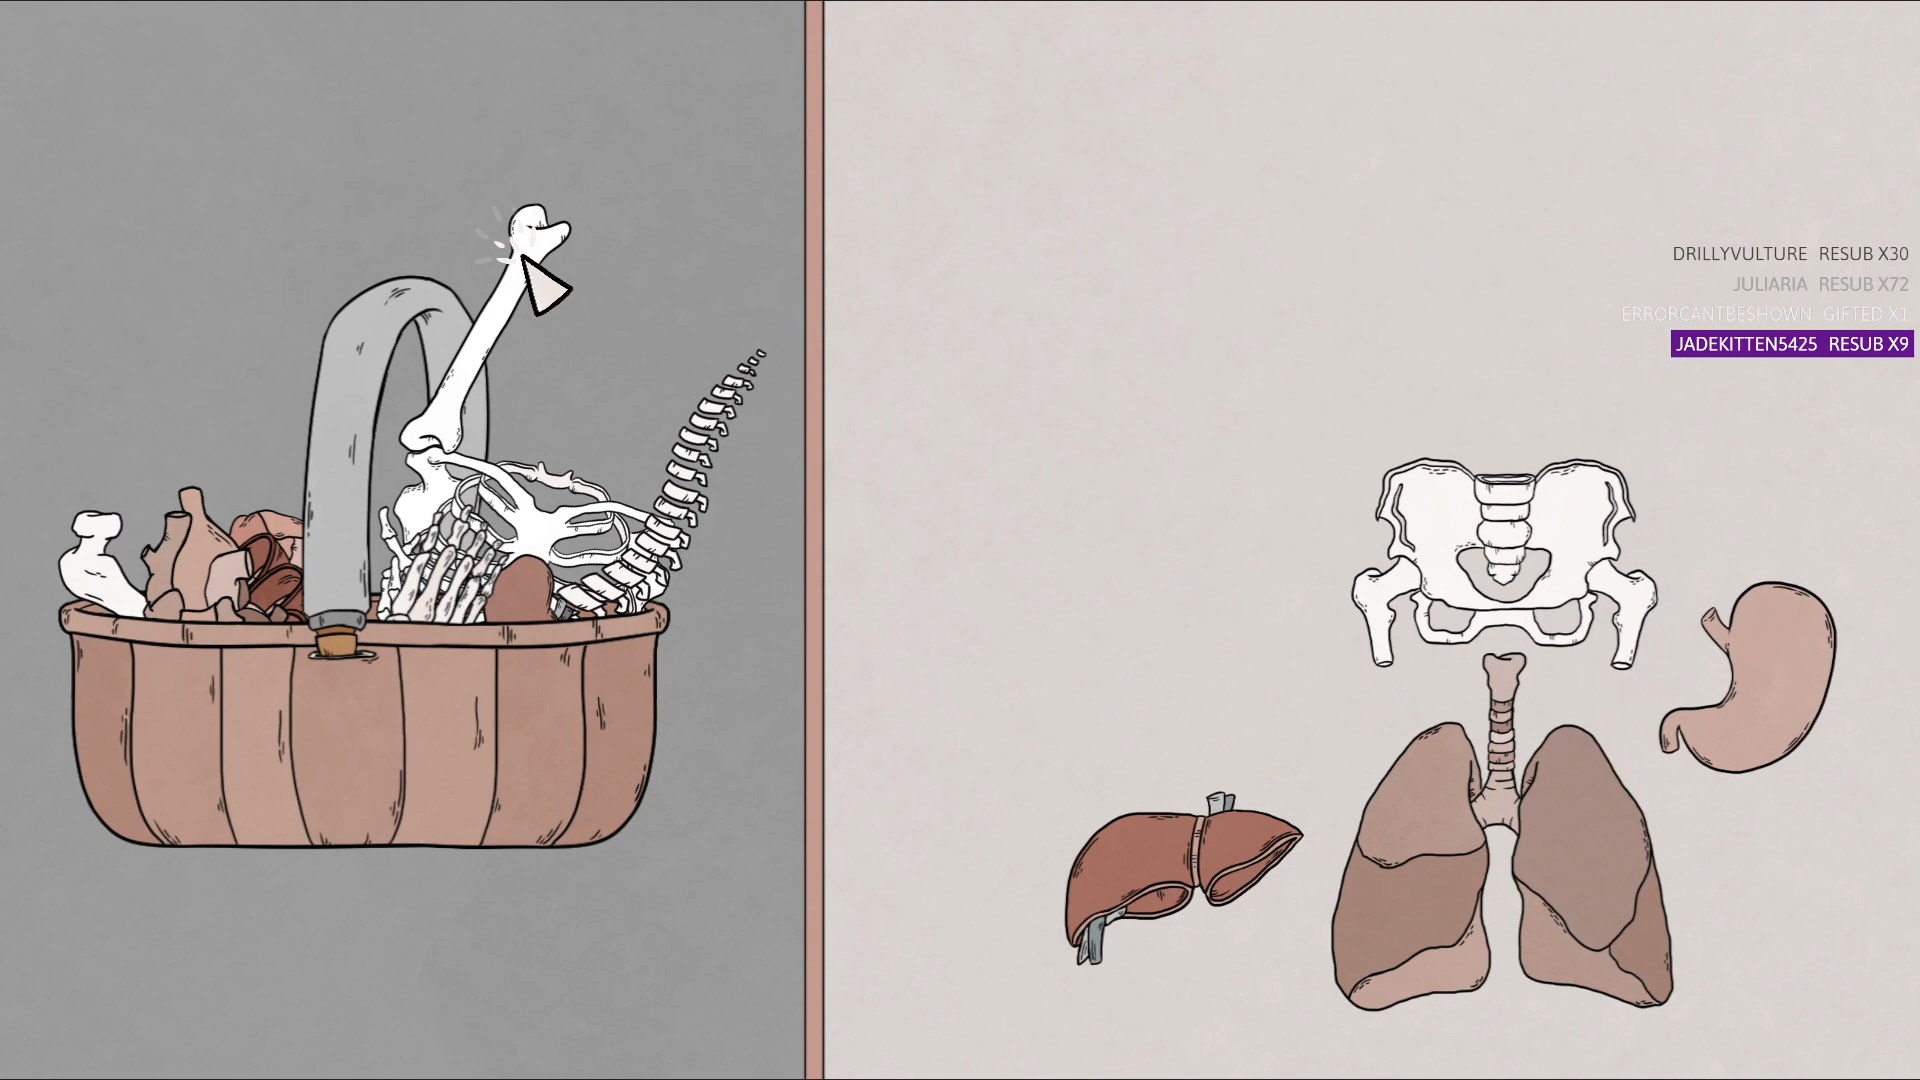 DRILLYVULTURE RESUB X30
JULIARIA RESUB X72
ERRORCANTBESHOWN GIFTED X1
JADEKITTEN5425 RESUB X9